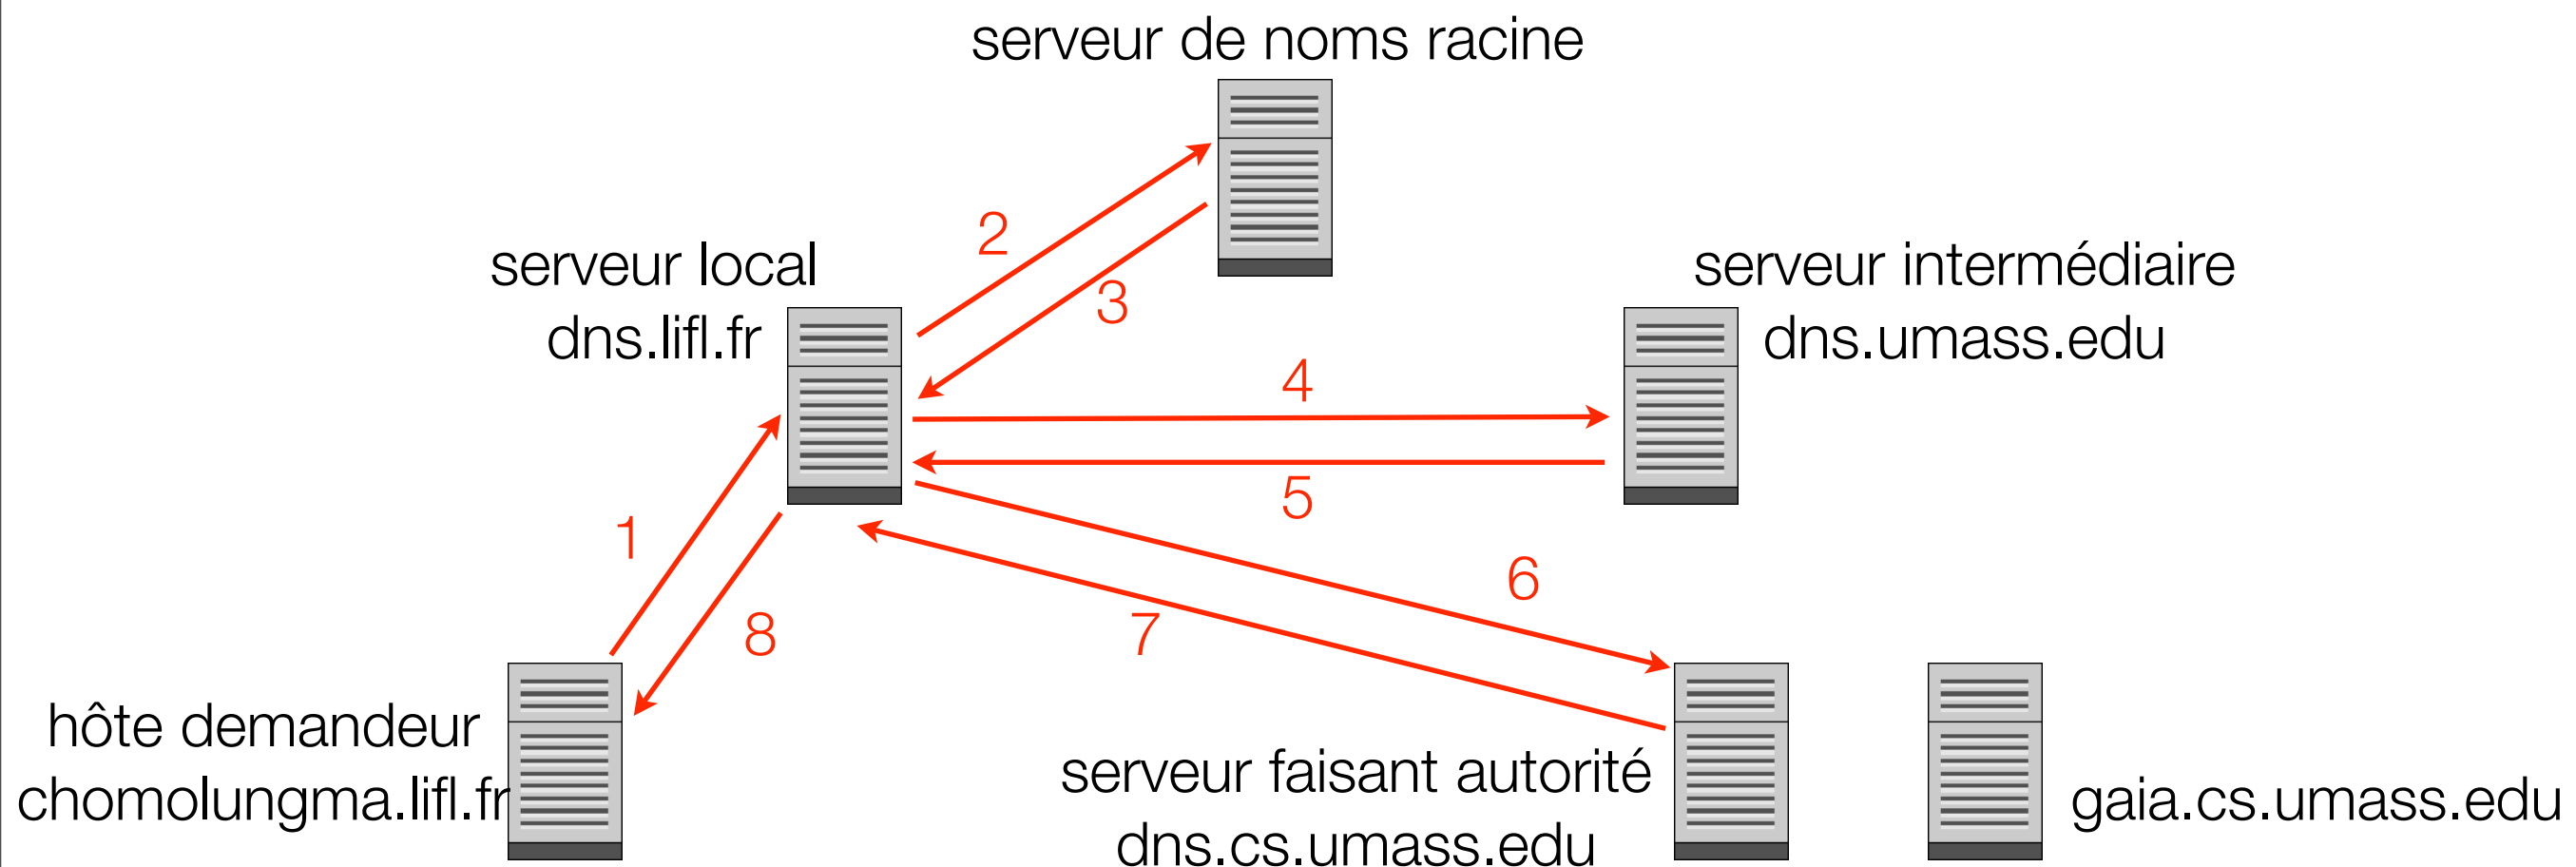 serveur de noms racine
2
3
serveur local
dns.lifl.fr
serveur intermédiaire
dns.umass.edu
4
5
1
8
6
7
hôte demandeur
chomolungma.lifl.fr
serveur faisant autorité
dns.cs.umass.edu
gaia.cs.umass.edu